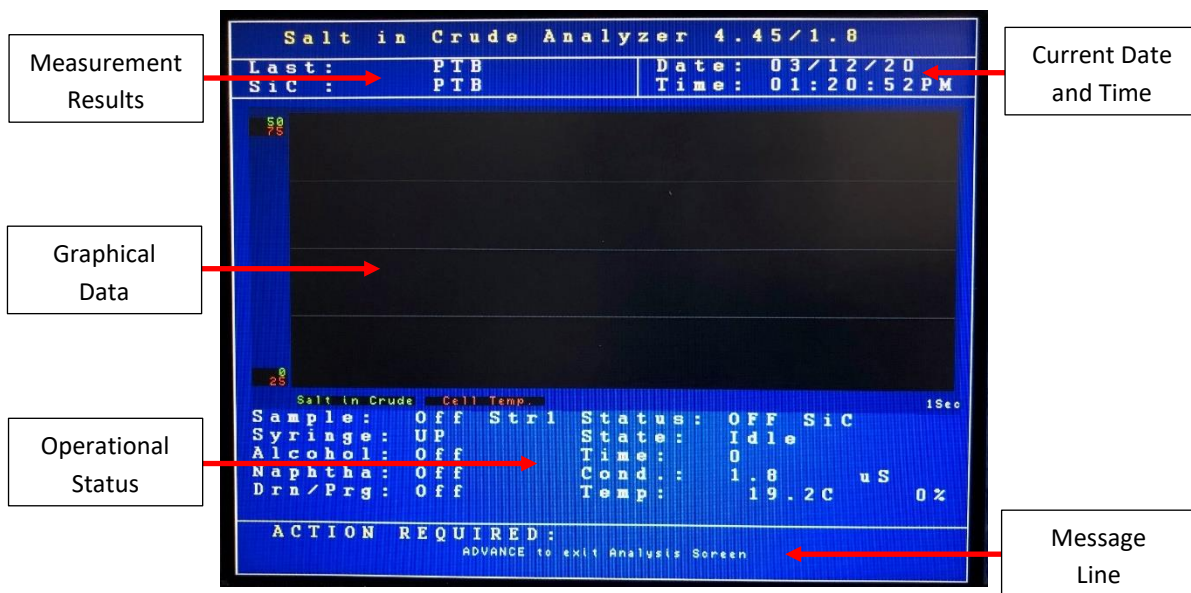 Salt in Crude Analyzer 4.45/1.8
Measurement
Results
Last: PTB
SiC : PTB
Date: 03/12/20
Time: 01:20:52PM
Current Date
and Time
50
75
Graphical
Data
0
25
Salt in Crude Cell Temp. 1Sec
Operational
Status
Sample: Off Str1 Status: OFF SiC
Syringe: UP State: Idle
Alcohol: Off Time: 0
Naphtha: Off Cond.: 1.8 uS
Drn/Prg: Off Temp: 19.2C 0%
ACTION REQUIRED:
ADVANCE to exit Analysis Screen
Message
Line